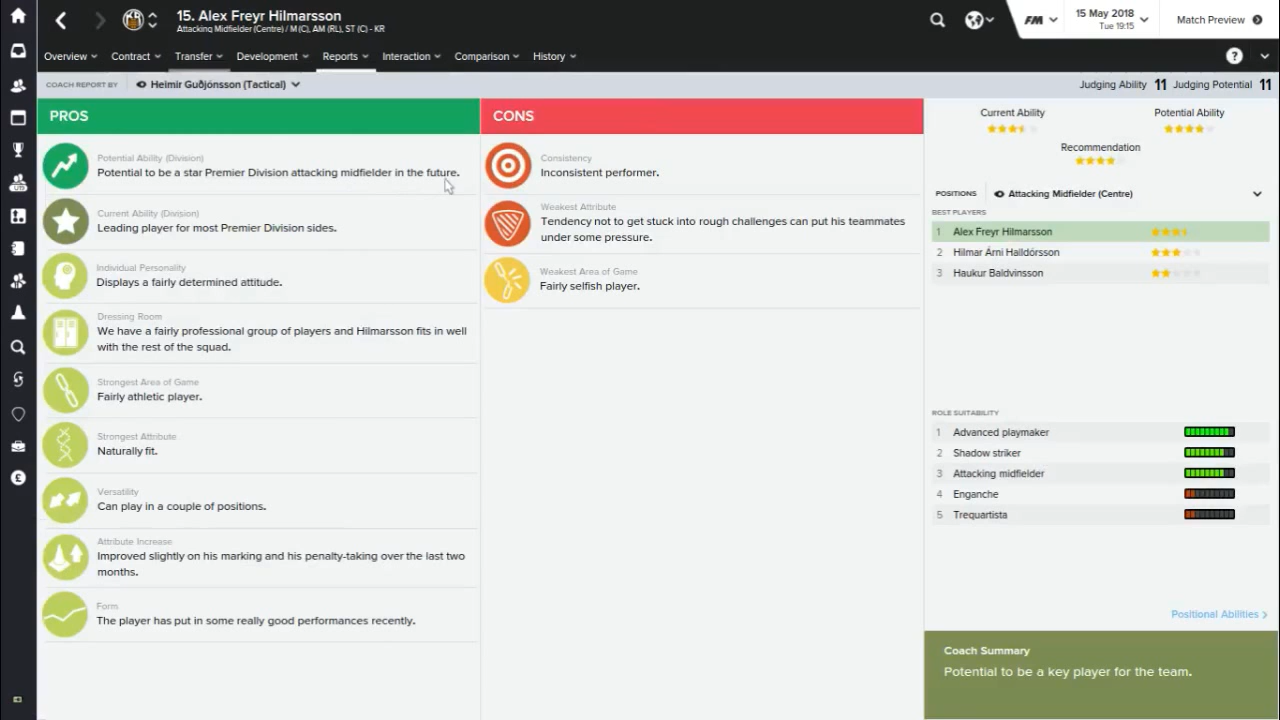 15. Alex Freyr Hilmarsson
Attacking Midfielder (Centre) / M (C), AM (RL), ST (C) - KR
FM
15 May 2018
Tue 19:15
Match Preview
Overview
Contract
Transfer
Development
Reports
Interaction
Comparison
History
?
COACH REPORT BY
Heimir Guðjónsson (Tactical)
Judging Ability 11 Judging Potential 11
PROS
Potential Ability (Division)
Potential to be a star Premier Division attacking midfielder in the future.
Current Ability (Division)
Leading player for most Premier Division sides.
Individual Personality
Displays a fairly determined attitude.
Dressing Room
We have a fairly professional group of players and Hilmarsson fits in well
with the rest of the squad.
Strongest Area of Game
Fairly athletic player.
Strongest Attribute
Naturally fit.
Versatility
Can play in a couple of positions.
Attribute Increase
Improved slightly on his marking and his penalty-taking over the last two
months.
Form
The player has put in some really good performances recently.
CONS
Consistency
Inconsistent performer.
Weakest Attribute
Tendency not to get stuck into rough challenges can put his teammates
under some pressure.
Weakest Area of Game
Fairly selfish player.
Current Ability
Potential Ability
Recommendation
POSITIONS
Attacking Midfielder (Centre)
BEST PLAYERS
1 Alex Freyr Hilmarsson
2 Hilmar Árni Halldórsson
3 Haukur Baldvinsson
ROLE SUITABILITY
1 Advanced playmaker
2 Shadow striker
3 Attacking midfielder
4 Enganche
5 Trequartista
Positional Abilities >
Coach Summary
Potential to be a key player for the team.